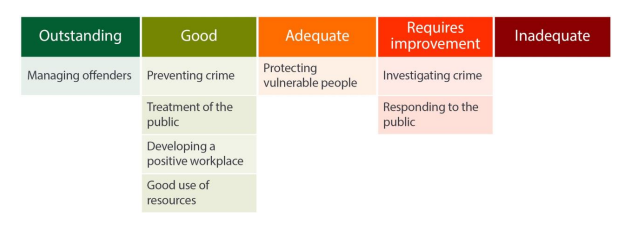 Outstanding
Good
Adequate
Requires
improvement
Inadequate
Managing offenders
Preventing crime
Protecting
vulnerable people
Investigating crime
Treatment of the
public
Responding to the
public
Developing a
positive workplace
Good use of
resources